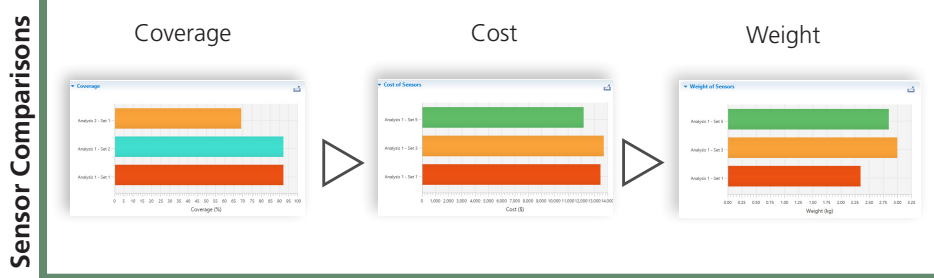 Sensor Comparisons
Coverage
Cost
Weight
Coverage
Analysis 2 - Set 1
Analysis 1 - Set 2
Analysis 1 - Set 1
0 5 10 15 20 25 30 35 40 45 50 55 60 65 70 75 80 85 90 95 100
Coverage (%)
Cost of Sensors
Analysis 1 - Set 5
Analysis 1 - Set 3
Analysis 1 - Set 1
0 1,000 2,000 3,000 4,000 5,000 6,000 7,000 8,000 9,000 10,000 11,000 12,000 13,000 14,000
Cost ($)
Weight of Sensors
Analysis 1 - Set 5
Analysis 1 - Set 3
Analysis 1 - Set 1
0.00 0.25 0.50 0.75 1.00 1.25 1.50 1.75 2.00 2.25 2.50 2.75 3.00 3.25
Weight (kg)